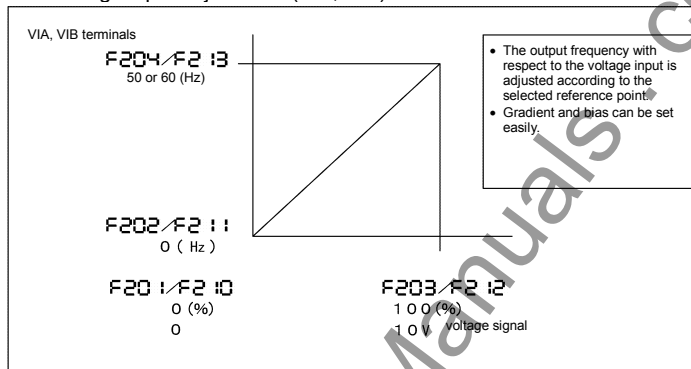 VIA, VIB terminals
F204/F213
50 or 60 (Hz)
• The output frequency with
respect to the voltage input is
adjusted according to the
selected reference point.
• Gradient and bias can be set
easily.
F202/F211
0 ( Hz )
F201/F210
0 (%)
0
F203/F212
100 (%)
10V voltage signal
Manuals.c